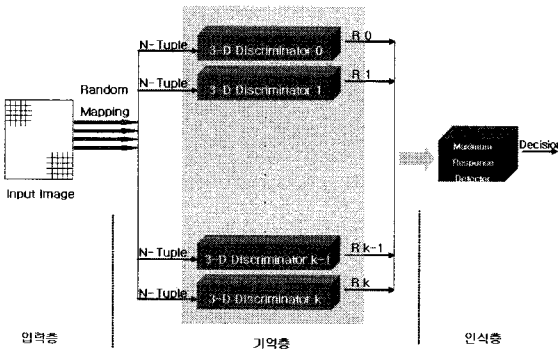 N-Tuple
3-D Discriminator 0
R 0
Random
N-Tuple
3-D Discriminator 1
R 1
Mapping
Input Image
Maximum
Response
Detector
Decision
N-Tuple
3-D Discriminator k-1
R k-1
N-Tuple
3-D Discriminator k
R k
입력층
기억층
인식층